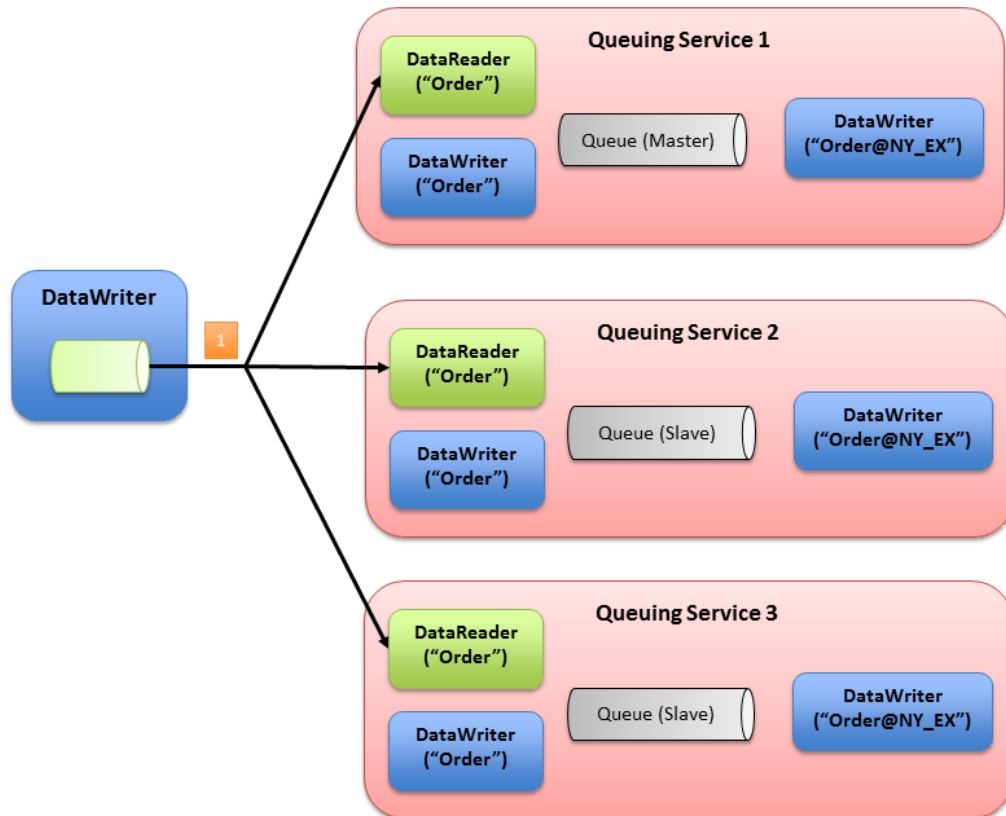 Queuing Service 1
DataReader
(“Order”)
DataWriter
(“Order”)
Queue (Master)
DataWriter
(“Order@NY_EX”)
DataWriter
1
Queuing Service 2
DataReader
(“Order”)
DataWriter
(“Order”)
Queue (Slave)
DataWriter
(“Order@NY_EX”)
Queuing Service 3
DataReader
(“Order”)
DataWriter
(“Order”)
Queue (Slave)
DataWriter
(“Order@NY_EX”)